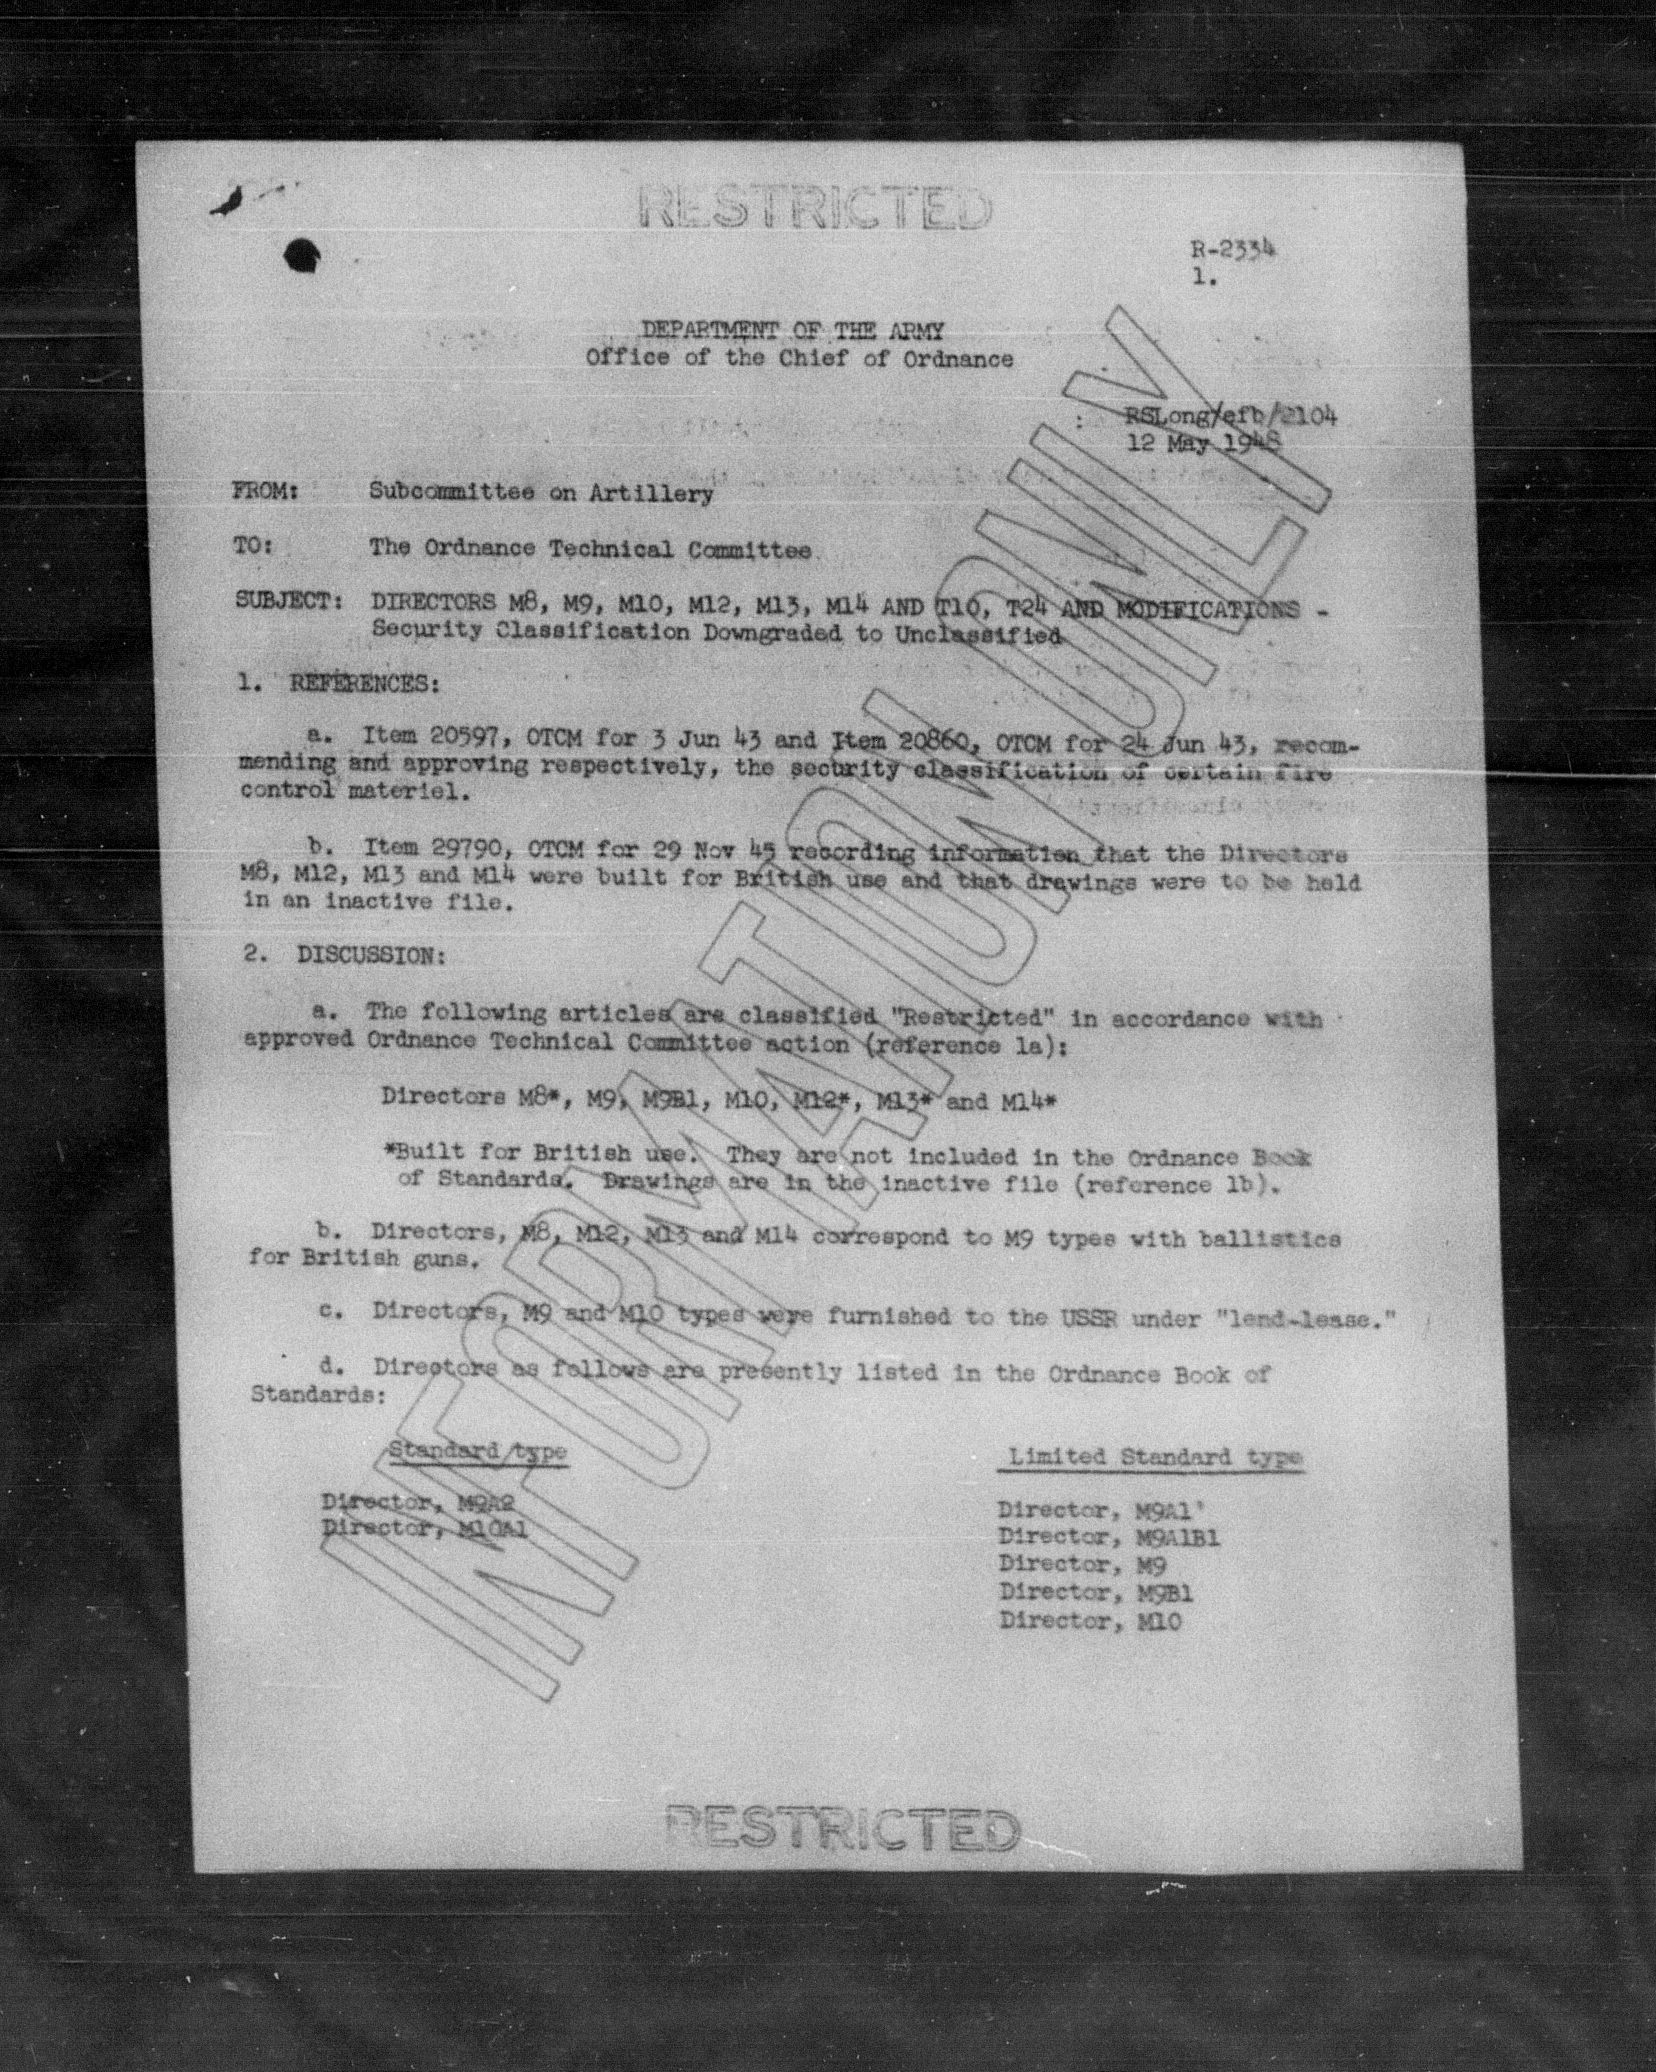 RESTRICTED
R-2334
1.
DEPARTMENT OF THE ARMY
Office of the Chief of Ordnance
: RSLong/efb/2104
12 May 1948
FROM: Subcommittee on Artillery
TO: The Ordnance Technical Committee
SUBJECT: DIRECTORS M8, M9, M10, M12, M13, M14 AND T10, T24 AND MODIFICATIONS -
Security Classification Downgraded to Unclassified
1. REFERENCES:
a. Item 20597, OTCM for 3 Jun 43 and Item 20860, OTCM for 24 Jun 43, recom-
mending and approving respectively, the security classification of certain fire
control materiel.
b. Item 29790, OTCM for 29 Nov 45 recording information that the Directors
M8, M12, M13 and M14 were built for British use and that drawings were to be held
in an inactive file.
2. DISCUSSION:
a. The following articles are classified "Restricted" in accordance with
approved Ordnance Technical Committee action (reference 1a):
Directors M8*, M9, M9B1, M10, M12*, M13* and M14*
*Built for British use. They are not included in the Ordnance Book
of Standards. Drawings are in the inactive file (reference 1b).
b. Directors, M8, M12, M13 and M14 correspond to M9 types with ballistics
for British guns.
c. Directors, M9 and M10 types were furnished to the USSR under "lend-lease."
d. Directors as follows are presently listed in the Ordnance Book of
Standards:
Standard type
Director, M9A2
Director, M10A1
Limited Standard type
Director, M9A1
Director, M9A1B1
Director, M9
Director, M9B1
Director, M10
INFORMATION ONLY
RESTRICTED